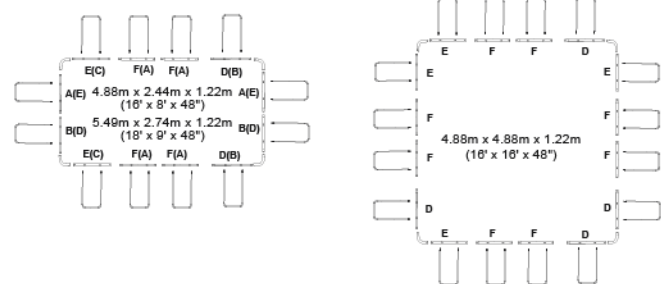 E(C) F(A) F(A) D(B)
A(E) 4.88m x 2.44m x 1.22m A(E)
(16' x 8' x 48")
B(D) 5.49m x 2.74m x 1.22m B(D)
(18' x 9' x 48")
E(C) F(A) F(A) D(B)
E F F D
E E
F F
4.88m x 4.88m x 1.22m
(16' x 16' x 48")
F F
D D
E F F D